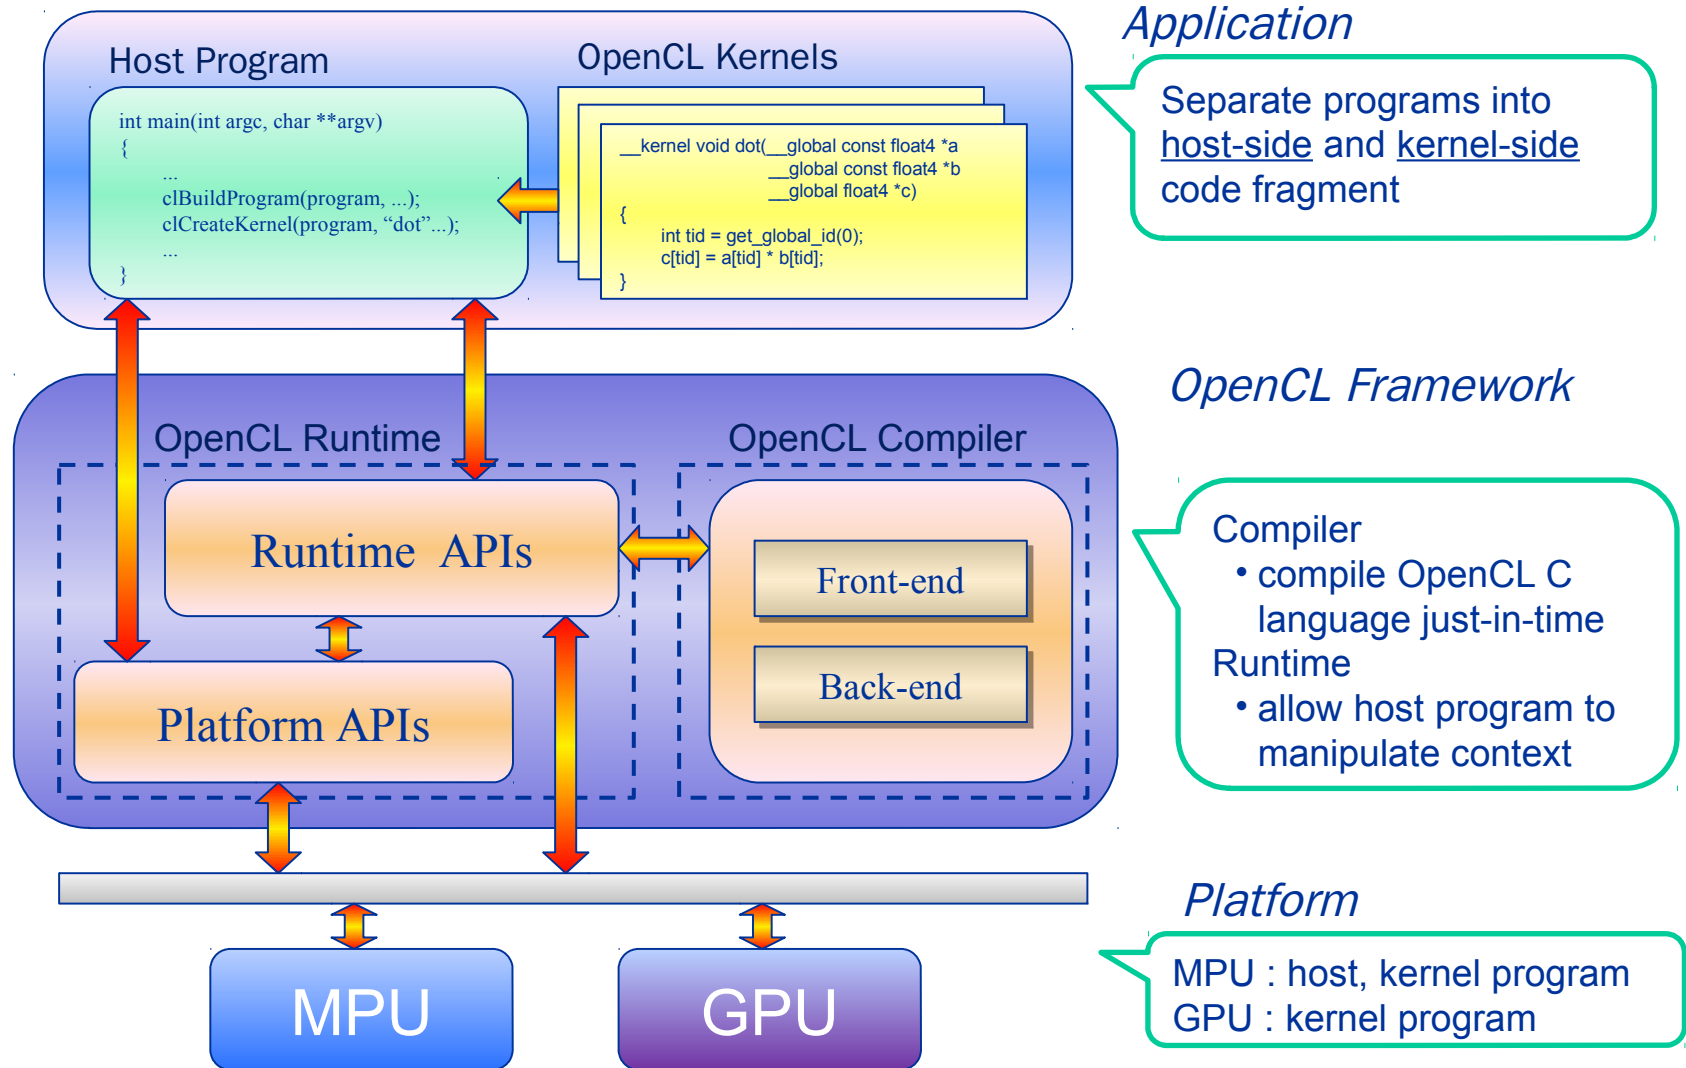 Application
Host Program
OpenCL Kernels
int main(int argc, char **argv)
{
...
clBuildProgram(program, ...);
clCreateKernel(program, “dot”...);
...
}
__kernel void dot(__global const float4 *a
__global const float4 *b
__global float4 *c)
{
int tid = get_global_id(0);
c[tid] = a[tid] * b[tid];
}
Separate programs into
host-side and kernel-side
code fragment
OpenCL Framework
OpenCL Runtime
OpenCL Compiler
Runtime APIs
Platform APIs
Front-end
Back-end
Compiler
• compile OpenCL C
language just-in-time
Runtime
• allow host program to
manipulate context
Platform
MPU
GPU
MPU : host, kernel program
GPU : kernel program